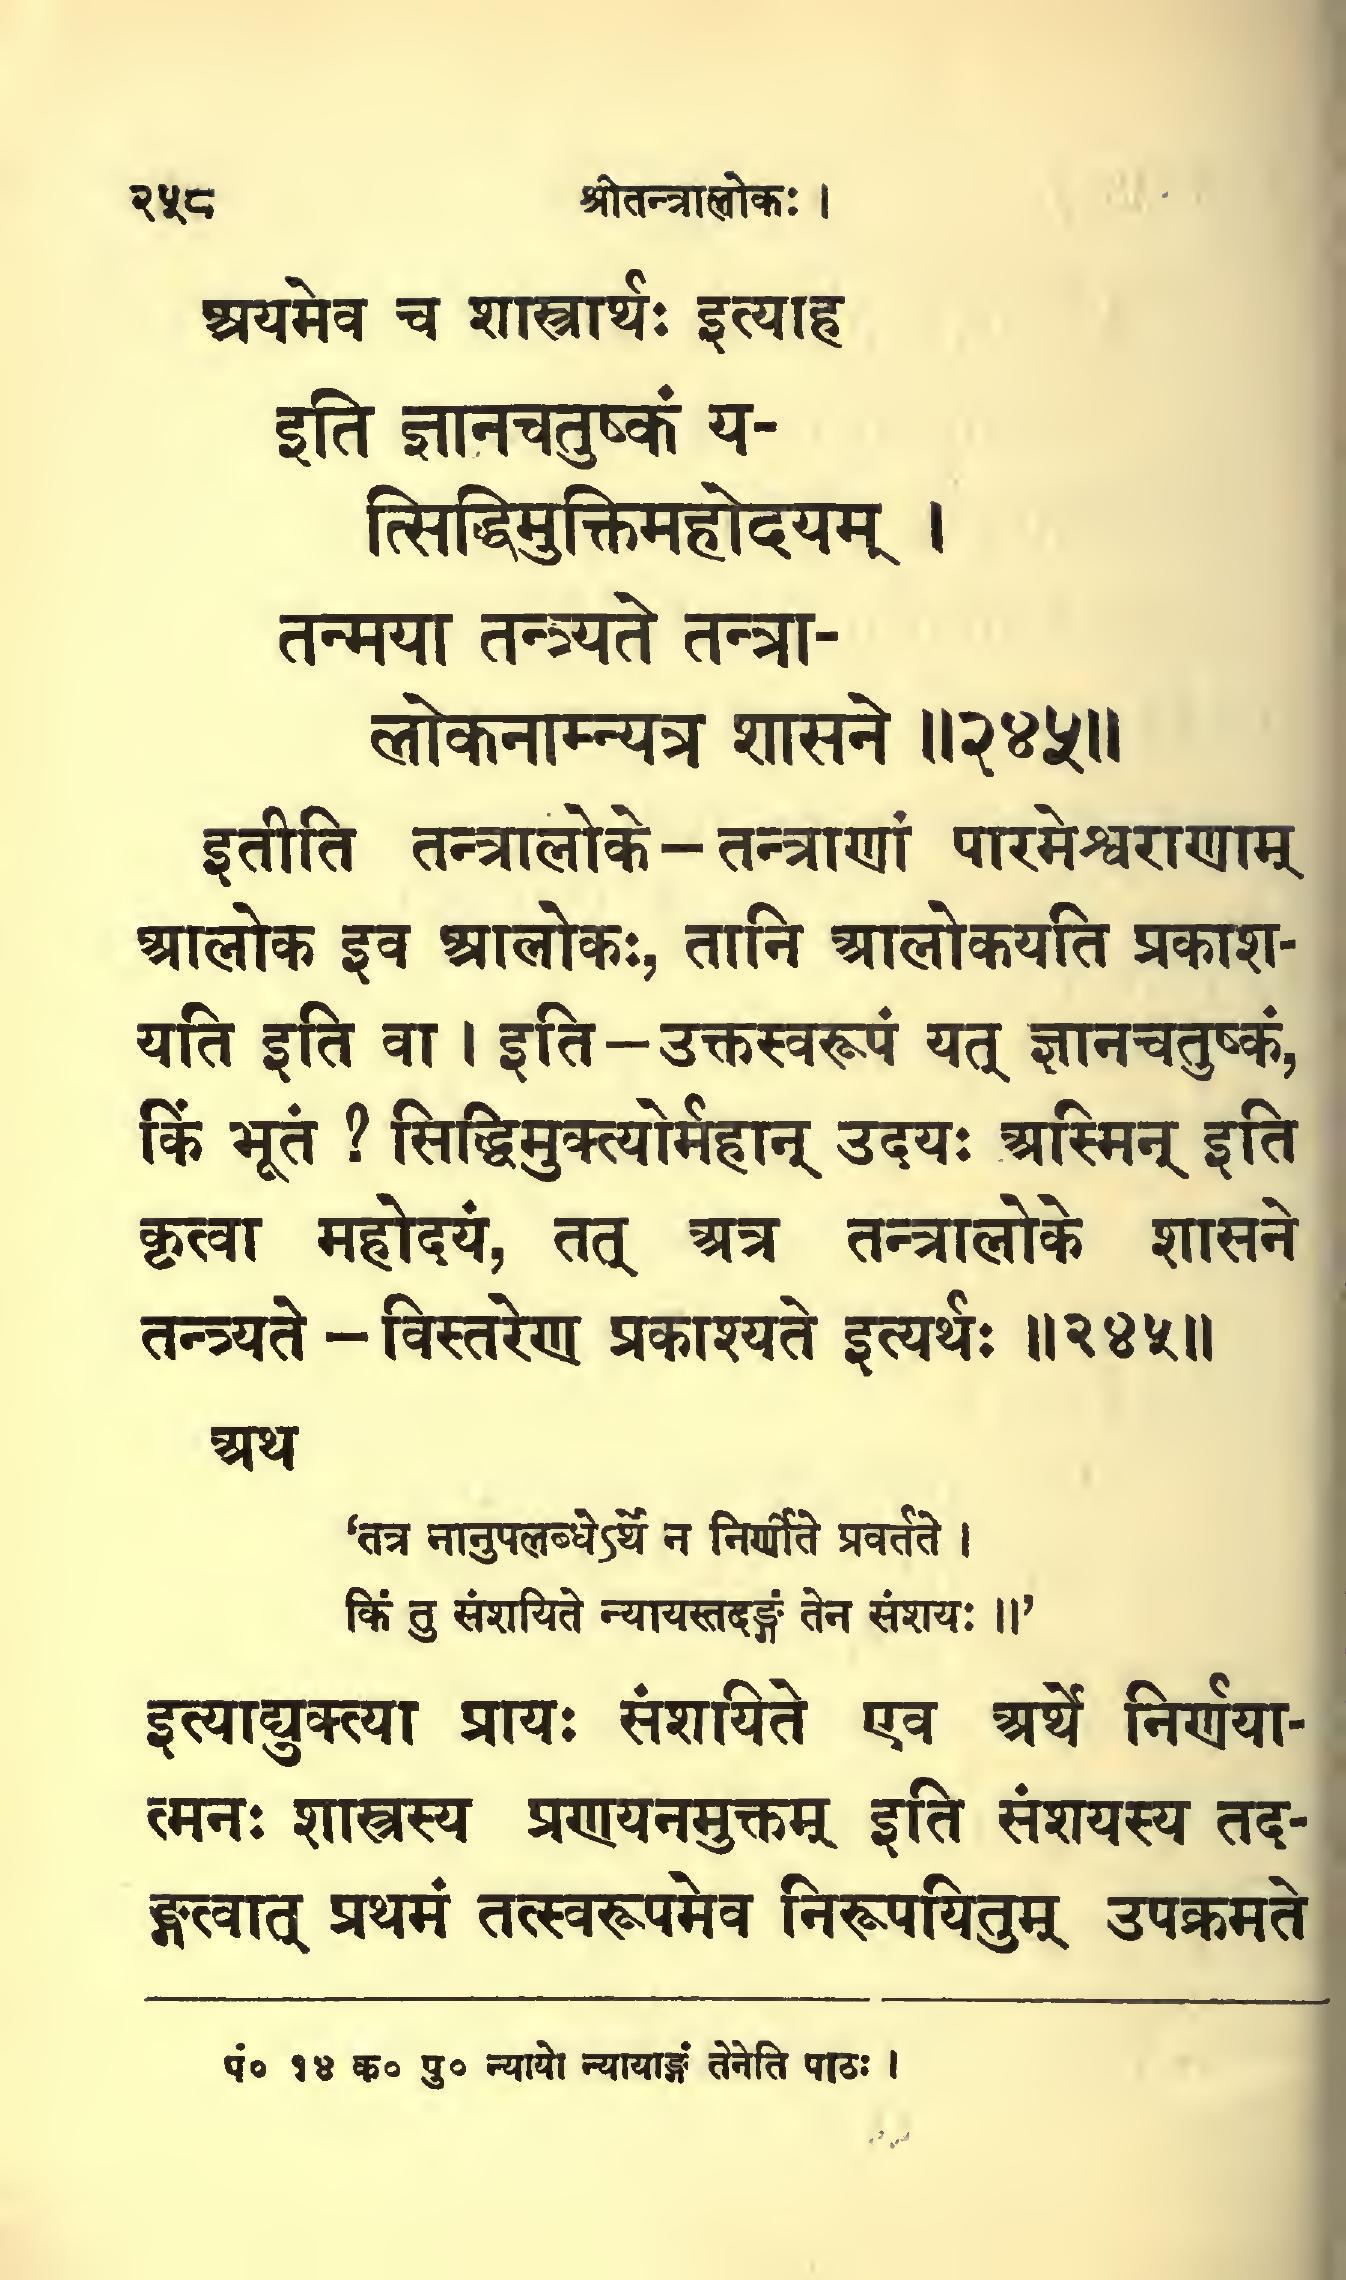 २५८ श्रीतन्त्रालोकः ।
अयमेव च शास्त्रार्थः इत्याह
इति ज्ञानचतुष्कं य-
त्सिद्धिमुक्तिमहोदयम् ।
तन्मया तन्त्र्यते तन्त्रा-
लोकनाम्न्यत्र शासने ॥२४५॥
इतीति तन्त्रालोके—तन्त्राणां पारमेश्वराणाम्
आलोक इव आलोकः, तानि आलोकयति प्रकाश-
यति इति वा । इति—उक्तस्वरूपं यत् ज्ञानचतुष्कं,
किं भूतं ? सिद्धिमुक्त्योर्महान् उदयः अस्मिन् इति
कृत्वा महोदयं, तत् अत्र तन्त्रालोके शासने
तन्त्र्यते — विस्तरेण प्रकाश्यते इत्यर्थः ॥२४५॥
अथ
‘तत्र नानुपलब्धेऽर्थे न निर्णीते प्रवर्तते ।
किं तु संशयिते न्यायस्तदङ्गं तेन संशयः ॥’
इत्याद्युक्त्या प्रायः संशयिते एव अर्थे निर्णया-
त्मनः शास्त्रस्य प्रणयनमुक्तम् इति संशयस्य तद-
ङ्गत्वात् प्रथमं तत्स्वरूपमेव निरूपयितुम् उपक्रमते
पं० १४ क० पु० न्यायो न्यायाङ्गं तेनेति पाठः ।